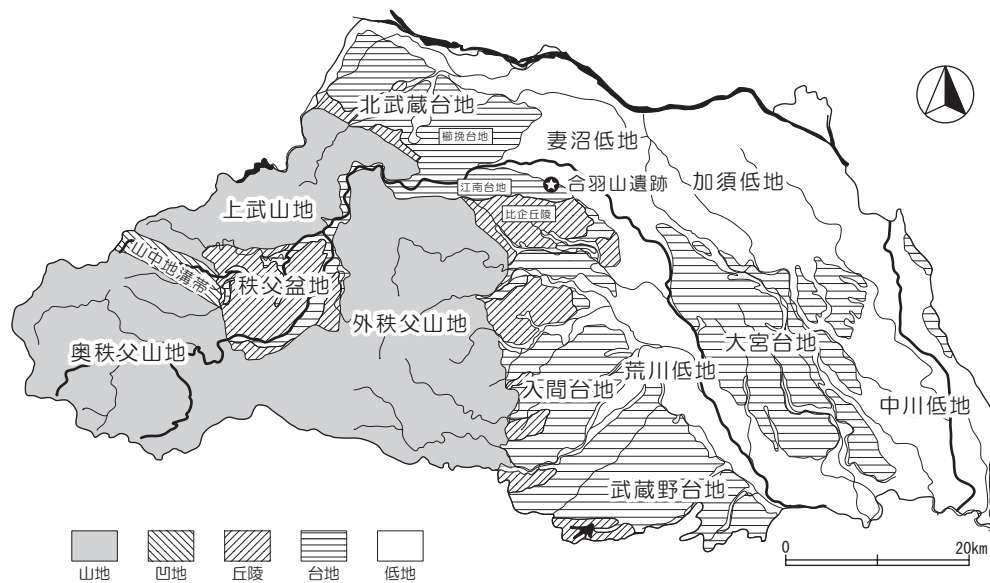 北武蔵台地
櫛挽台地
妻沼低地
江南台地
合羽山遺跡
加須低地
上武山地
比企丘陵
山中地溝帯
秩父盆地
外秩父山地
奥秩父山地
大宮台地
荒川低地
入間台地
中川低地
武蔵野台地
山地
凹地
丘陵
台地
低地
0
20km